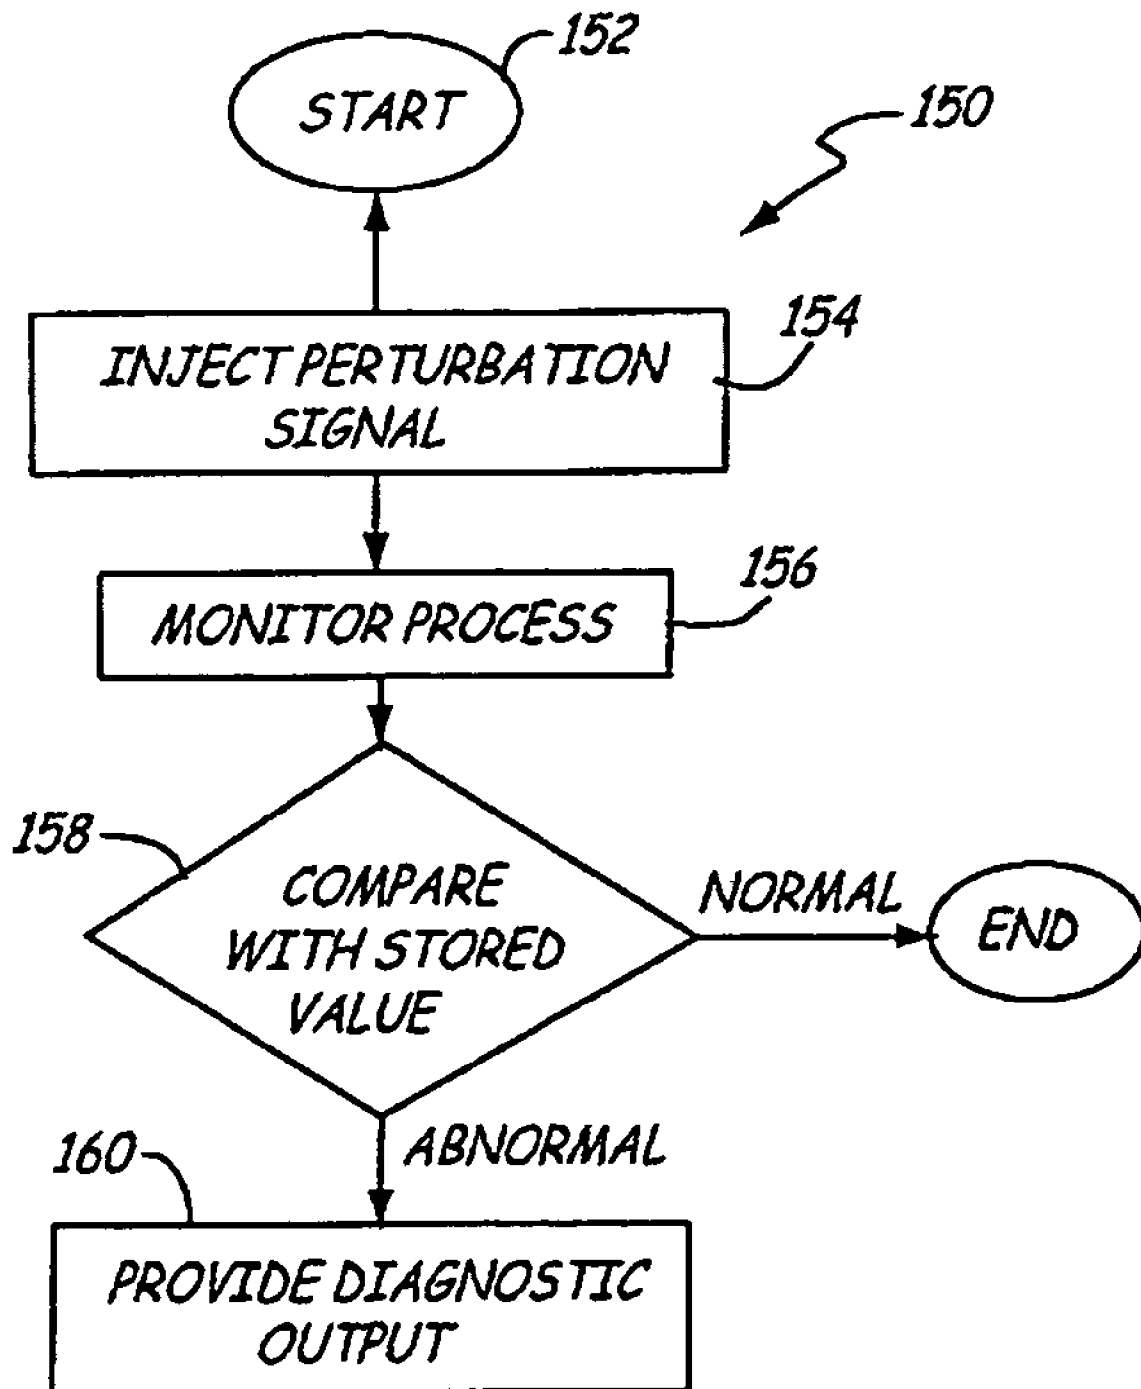 152
START
150
154
INJECT PERTURBATION
SIGNAL
156
MONITOR PROCESS
158
COMPARE
WITH STORED
VALUE
NORMAL
END
ABNORMAL
160
PROVIDE DIAGNOSTIC
OUTPUT